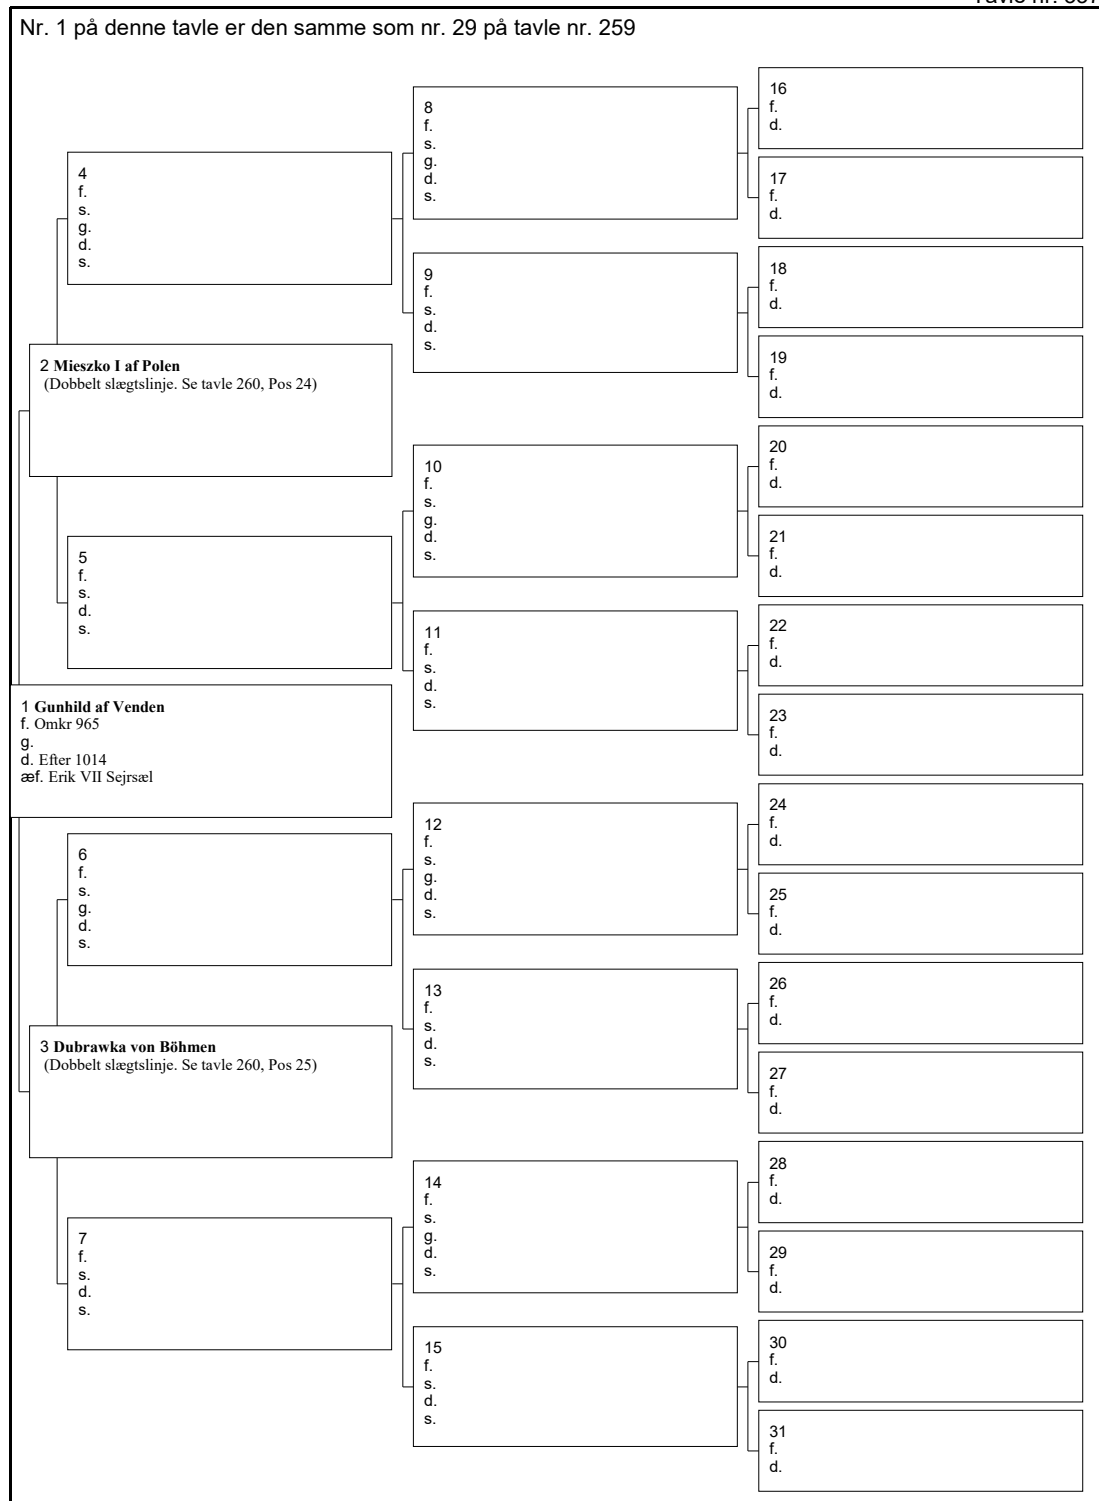 Nr. 1 på denne tavle er den samme som nr. 29 på tavle nr. 259
16
f.
d.
8
f.
s.
g.
d.
s.
4
f.
s.
g.
d.
s.
17
f.
d.
18
f.
d.
9
f.
s.
d.
s.
19
f.
d.
2 Mieszko I af Polen
(Dobbelt slægtslinje. Se tavle 260, Pos 24)
20
f.
d.
10
f.
s.
g.
d.
s.
21
f.
d.
5
f.
s.
d.
s.
22
f.
d.
11
f.
s.
d.
s.
23
f.
d.
1 Gunhild af Venden
f. Omkr 965
g.
d. Efter 1014
æf. Erik VII Sejrsæl
24
f.
d.
12
f.
s.
g.
d.
s.
6
f.
s.
g.
d.
s.
25
f.
d.
26
f.
d.
13
f.
s.
d.
s.
3 Dubrawka von Böhmen
(Dobbelt slægtslinje. Se tavle 260, Pos 25)
27
f.
d.
28
f.
d.
14
f.
s.
g.
d.
s.
7
f.
s.
d.
s.
29
f.
d.
30
f.
d.
15
f.
s.
d.
s.
31
f.
d.